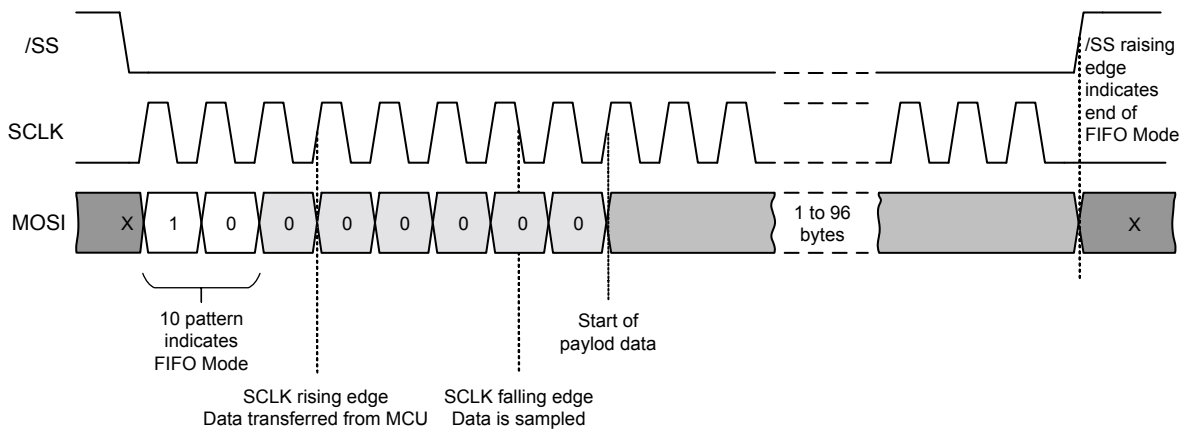 /SS
/SS raising
edge
indicates
end of
FIFO Mode
SCLK
MOSI
X 1 0 0 0 0 0 0 0
1 to 96
bytes
X
10 pattern
indicates
FIFO Mode
Start of
paylod data
SCLK rising edge
Data transferred from MCU
SCLK falling edge
Data is sampled